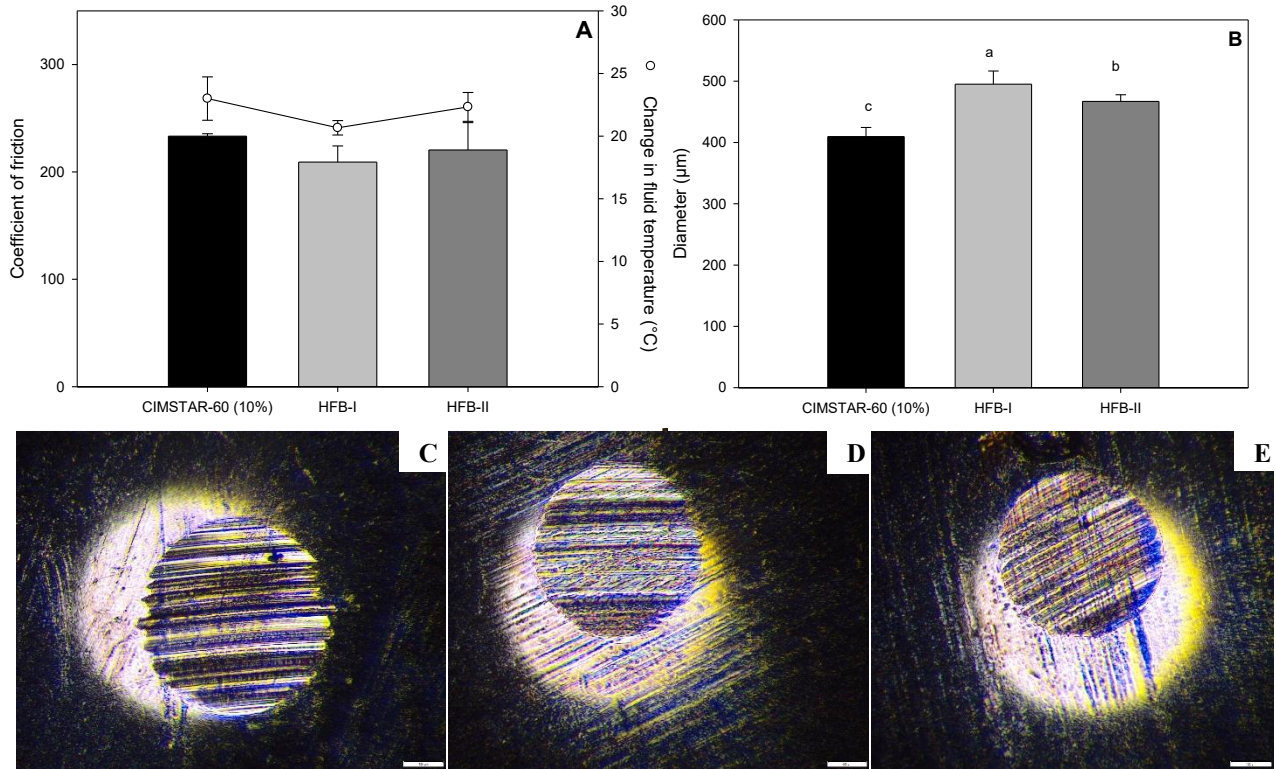 A
Coefficient of friction
300
200
100
0
30
25
20
15
10
5
0
Change in fluid temperature (°C)
CIMSTAR-60 (10%)
HFB-I
HFB-II
B
Diameter (µm)
600
500
400
300
200
100
0
c
a
b
CIMSTAR-60 (10%)
HFB-I
HFB-II
C
D
E